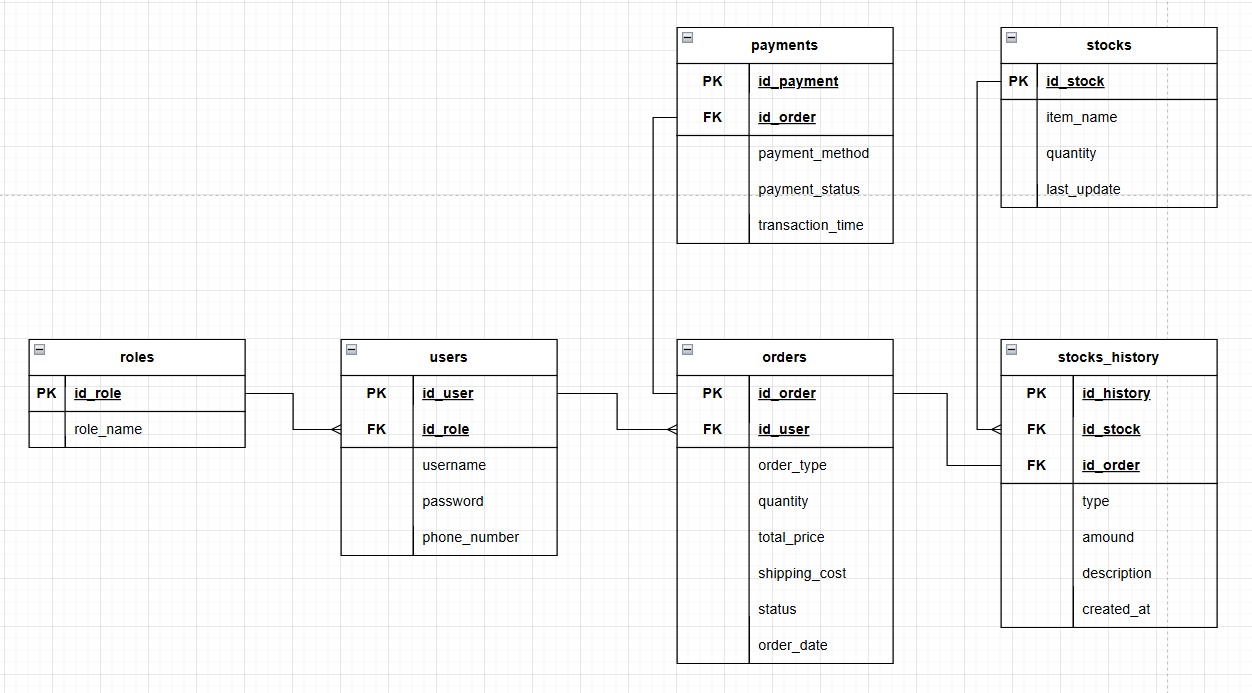 payments
PK id_payment
FK id_order
payment_method
payment_status
transaction_time
stocks
PK id_stock
item_name
quantity
last_update
roles
PK id_role
role_name
users
PK id_user
FK id_role
username
password
phone_number
orders
PK id_order
FK id_user
order_type
quantity
total_price
shipping_cost
status
order_date
stocks_history
PK id_history
FK id_stock
FK id_order
type
amound
description
created_at